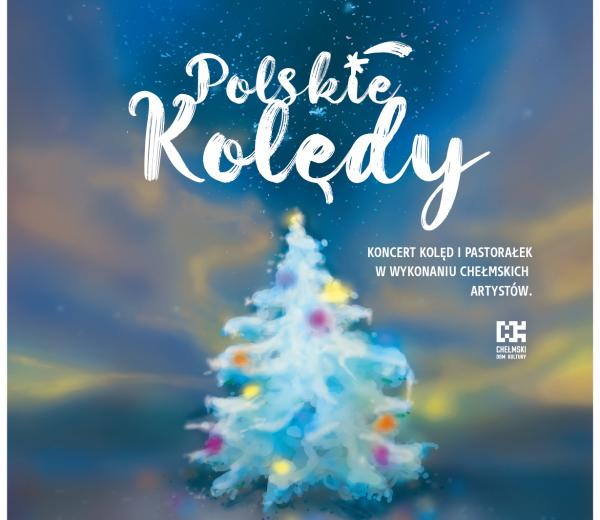 Polskie
Kolędy
KONCERT KOLĘD I PASTORAŁEK
W WYKONANIU CHEŁMSKICH
ARTYSTÓW.
CHEŁMSKI
DOM KULTURY